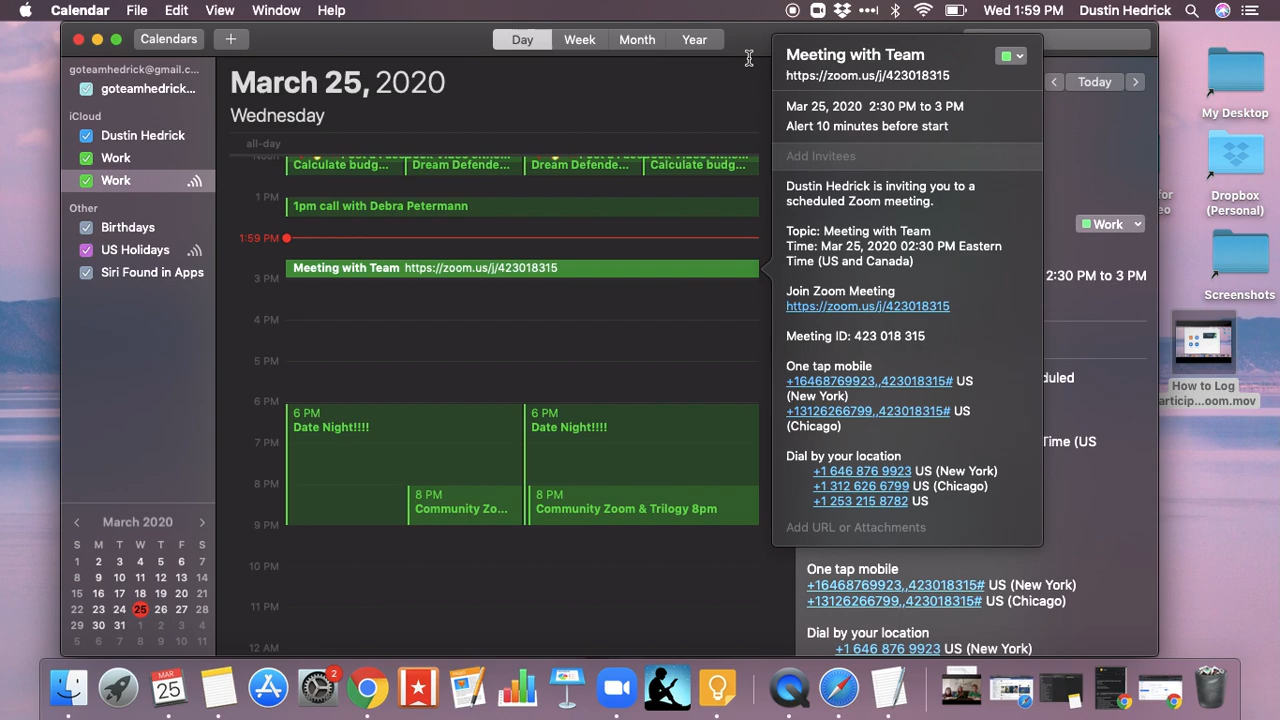 Calendar File Edit View Window Help
Wed 1:59 PM Dustin Hedrick
Calendars + Day Week Month Year
goteamhedrick@gmail.c...
goteamhedrick...
iCloud
Dustin Hedrick
Work
Work
Other
Birthdays
US Holidays
Siri Found in Apps
March 2020
S M T W T F S
1 2 3 4 5 6 7
8 9 10 11 12 13 14
15 16 17 18 19 20 21
22 23 24 25 26 27 28
29 30 31 1 2 3 4
5 6 7 8 9 10 11
March 25, 2020
Wednesday
all-day
Noon
Calculate budg... Dream Defende... Dream Defende... Calculate budg...
1 PM
1pm call with Debra Petermann
1:59 PM
Meeting with Team https://zoom.us/j/423018315
3 PM
4 PM
5 PM
6 PM
6 PM
Date Night!!!!
6 PM
Date Night!!!!
7 PM
8 PM
8 PM
Community Zo...
8 PM
Community Zoom & Trilogy 8pm
9 PM
10 PM
11 PM
12 AM
Meeting with Team
https://zoom.us/j/423018315
Mar 25, 2020 2:30 PM to 3 PM
Alert 10 minutes before start
Add Invitees
Dustin Hedrick is inviting you to a
scheduled Zoom meeting.
Topic: Meeting with Team
Time: Mar 25, 2020 02:30 PM Eastern
Time (US and Canada)
Join Zoom Meeting
https://zoom.us/j/423018315
Meeting ID: 423 018 315
One tap mobile
+16468769923,,423018315# US
(New York)
+13126266799,,423018315# US
(Chicago)
Dial by your location
+1 646 876 9923 US (New York)
+1 312 626 6799 US (Chicago)
+1 253 215 8782 US
Add URL or Attachments
Today
Work
2:30 PM to 3 PM
duled
Time (US
One tap mobile
+16468769923,,423018315# US (New York)
+13126266799,,423018315# US (Chicago)
Dial by your location
+1 646 876 9923 US (New York)
My Desktop
Dropbox
(Personal)
Screenshots
How to Log
articip...oom.mov
for
eo
MAR
25
2